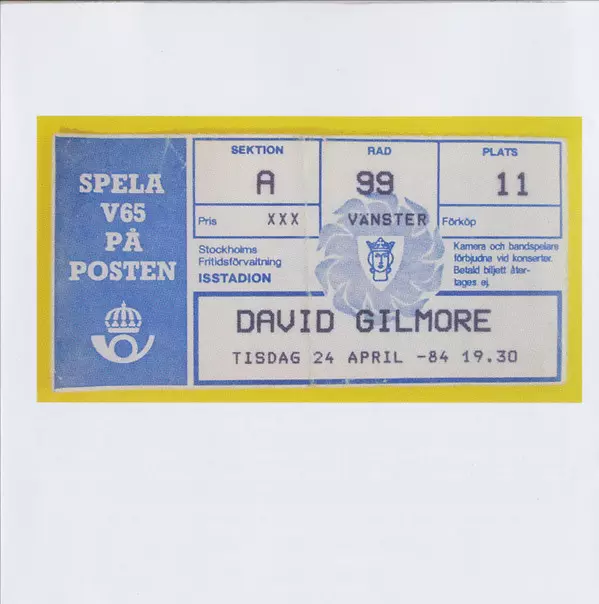 SPELA
V65
PÅ
POSTEN
SEKTION
A
RAD
99
PLATS
11
Pris XXX
VÄNSTER
Förköp
Stockholms
Fritidsförvaltning
ISSTADION
Kamera och bandspelare
förbjudna vid konserter.
Betald biljett åter-
tages ej.
DAVID GILMORE
TISDAG 24 APRIL -84 19.30